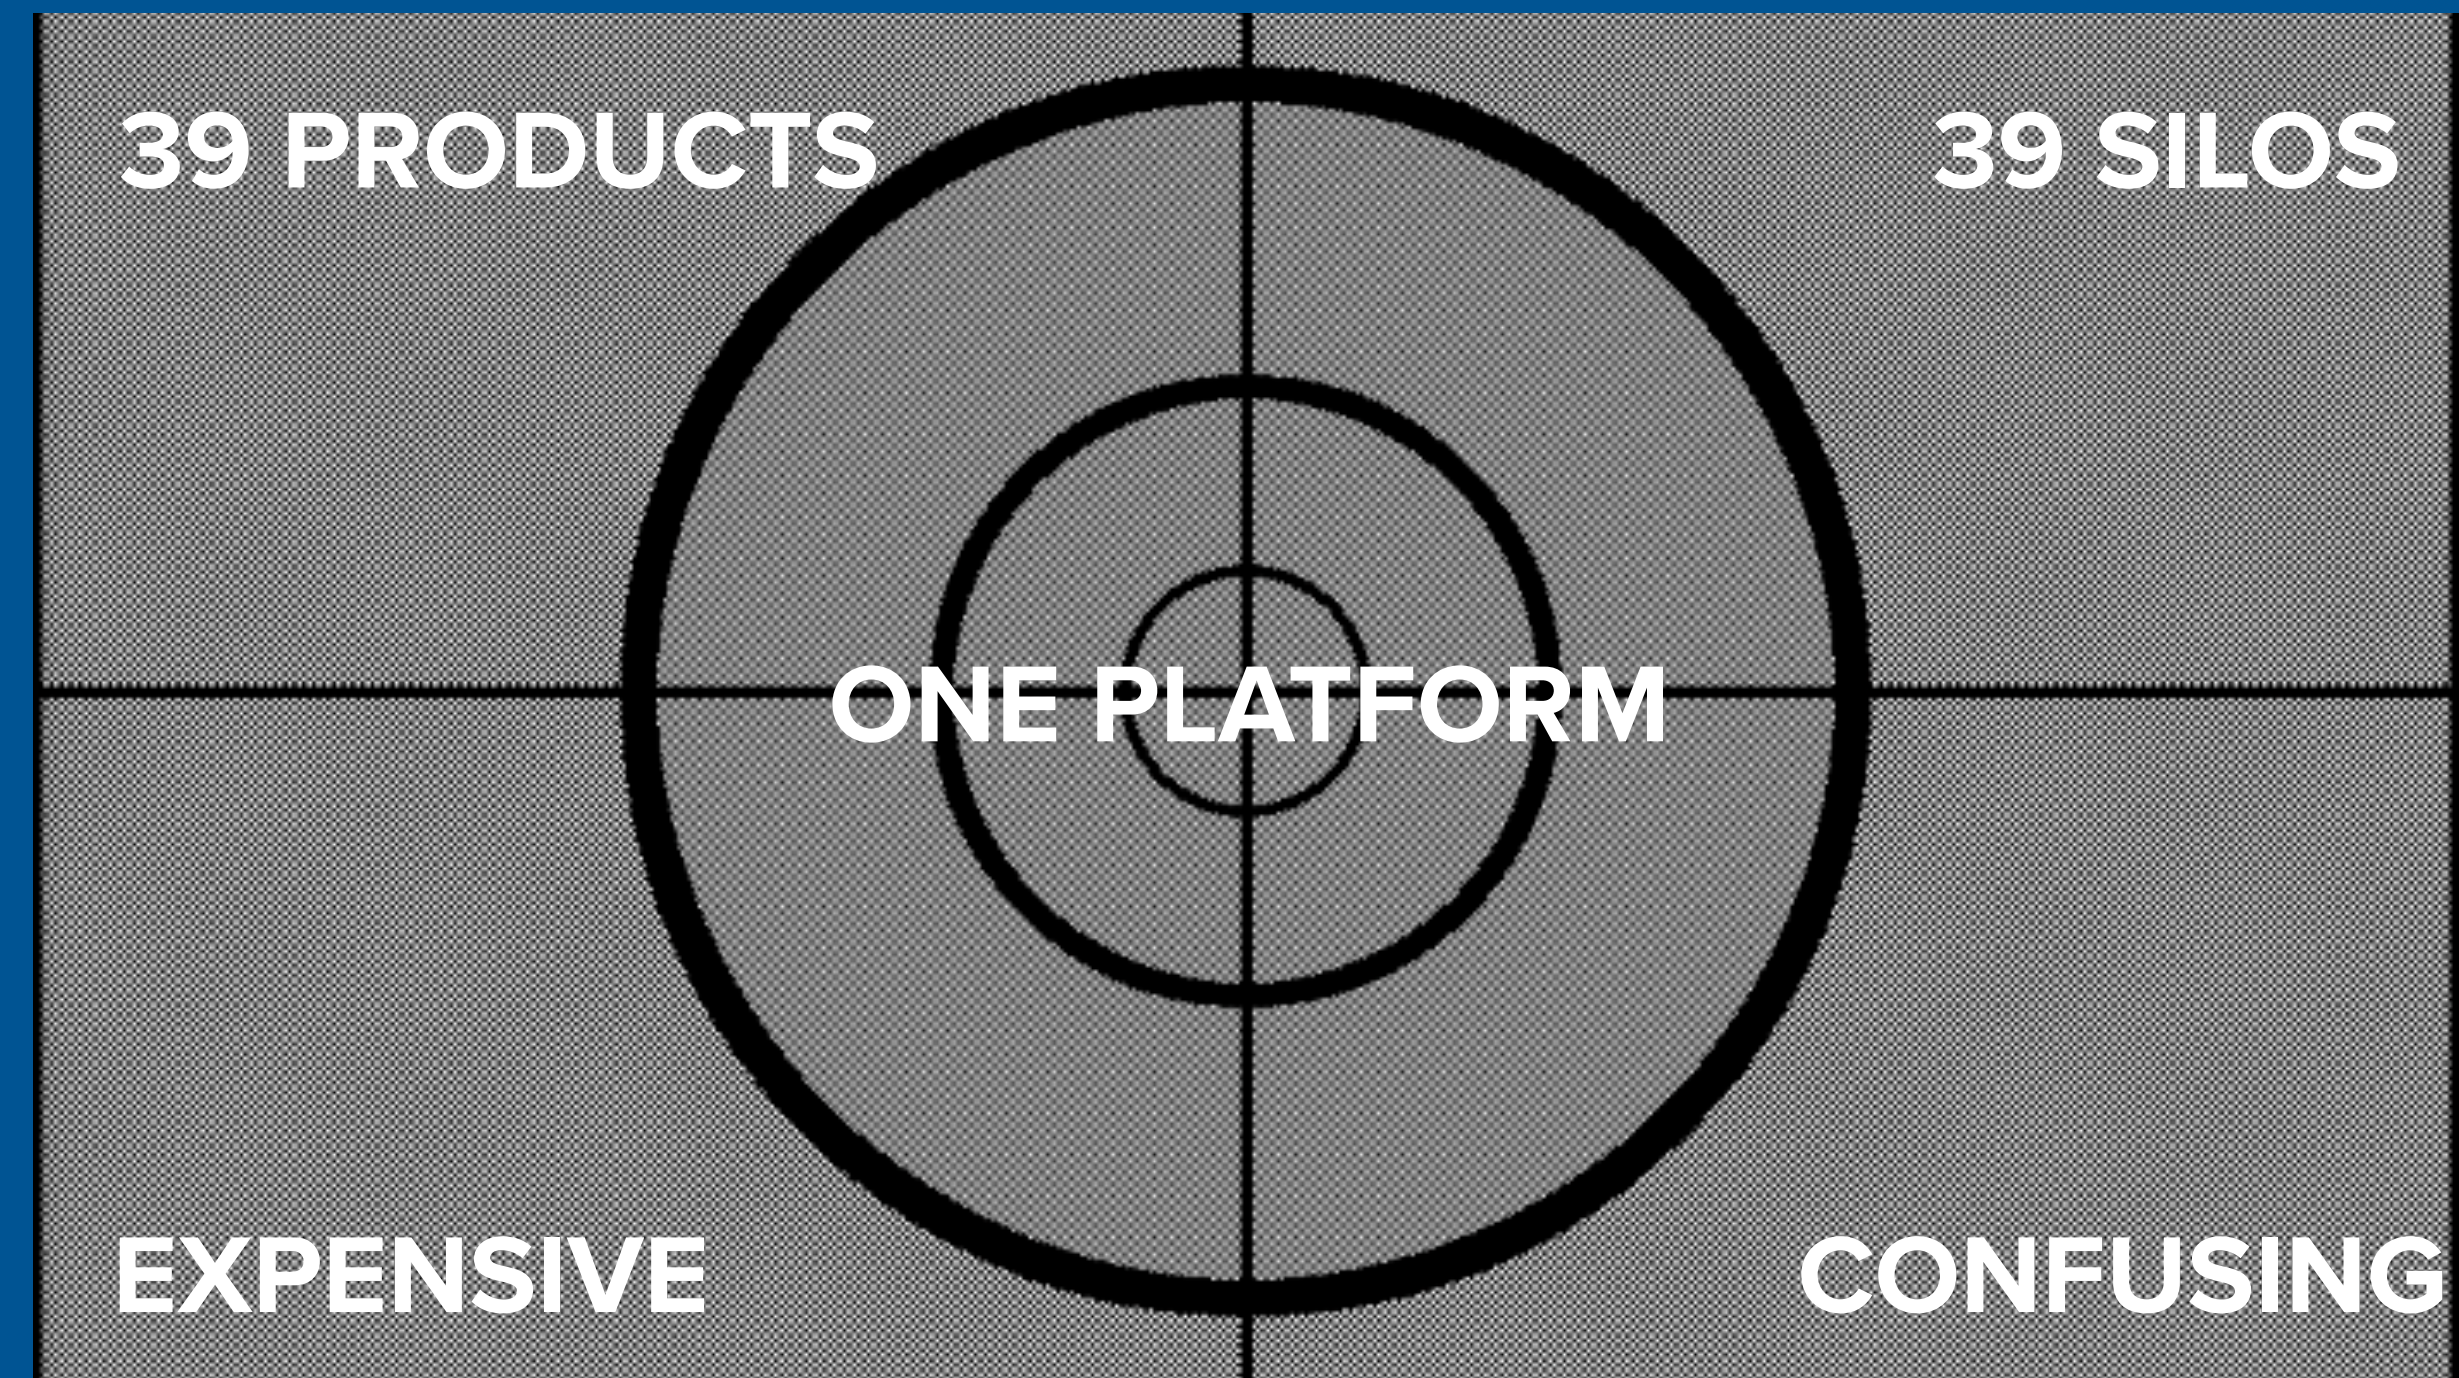 39 PRODUCTS
39 SILOS
ONE PLATFORM
EXPENSIVE
CONFUSING